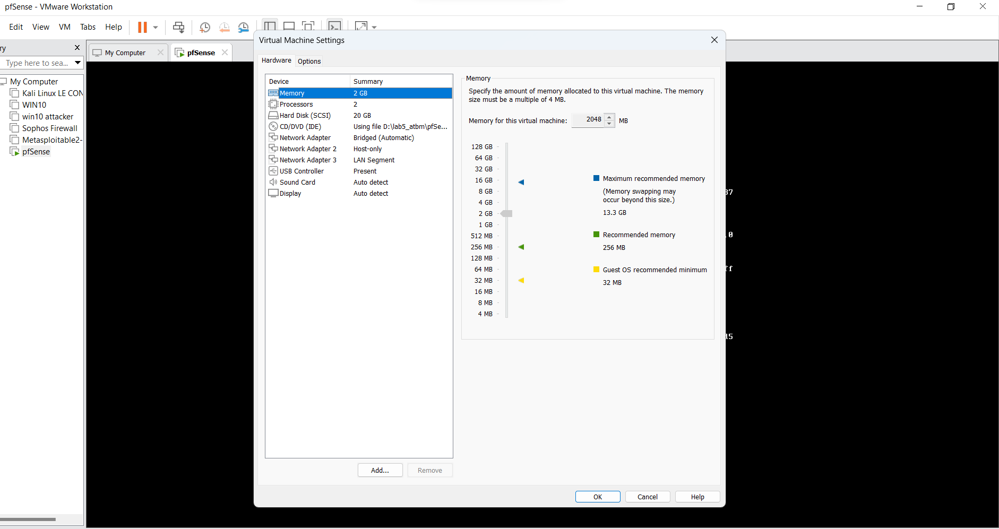 pfSense - VMware Workstation
Edit View VM Tabs Help
ry
Type here to sea...
My Computer
Kali Linux LE CON
WIN10
win10 attacker
Sophos Firewall
Metasploitable2-
pfSense
My Computer
pfSense
Virtual Machine Settings
Hardware Options
Device Summary
Memory 2 GB
Processors 2
Hard Disk (SCSI) 20 GB
CD/DVD (IDE) Using file D:\lab5_atbm\pfSe...
Network Adapter Bridged (Automatic)
Network Adapter 2 Host-only
Network Adapter 3 LAN Segment
USB Controller Present
Sound Card Auto detect
Display Auto detect
Add... Remove
Memory
Specify the amount of memory allocated to this virtual machine. The memory
size must be a multiple of 4 MB.
Memory for this virtual machine: 2048 MB
128 GB
64 GB
32 GB
16 GB
8 GB
4 GB
2 GB
1 GB
512 MB
256 MB
128 MB
64 MB
32 MB
16 MB
8 MB
4 MB
Maximum recommended memory
(Memory swapping may
occur beyond this size.)
13.3 GB
Recommended memory
256 MB
Guest OS recommended minimum
32 MB
OK Cancel Help
37
.0
ff